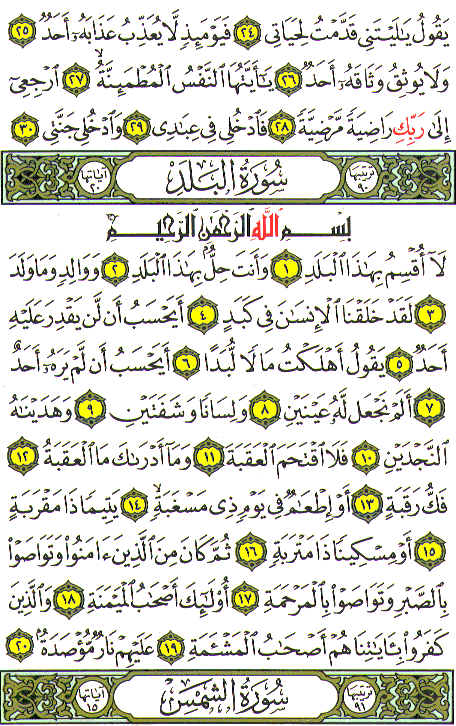 يَقُولُ يَٰلَيْتَنِى قَدَّمْتُ لِحَيَاتِى ٢٤ فَيَوْمَئِذٍ لَّا يُعَذِّبُ عَذَابَهُۥٓ أَحَدٌ ٢٥
وَلَا يُوثِقُ وَثَاقَهُۥٓ أَحَدٌ ٢٦ يَٰٓأَيَّتُهَا ٱلنَّفْسُ ٱلْمُطْمَئِنَّةُ ٢٧ ٱرْجِعِىٓ
إِلَىٰ رَبِّكِ رَاضِيَةً مَّرْضِيَّةً ٢٨ فَٱدْخُلِى فِى عِبَٰدِى ٢٩ وَٱدْخُلِى جَنَّتِى ٣٠
ترتيبها ٩٠ سُورَةُ البَلَدِ آياتها ٢٠
بِسْمِ ٱللَّهِ ٱلرَّحْمَٰنِ ٱلرَّحِيمِ
لَآ أُقْسِمُ بِهَٰذَا ٱلْبَلَدِ ١ وَأَنتَ حِلٌّۢ بِهَٰذَا ٱلْبَلَدِ ٢ وَوَالِدٍ وَمَا وَلَدَ
٣ لَقَدْ خَلَقْنَا ٱلْإِنسَٰنَ فِى كَبَدٍ ٤ أَيَحْسَبُ أَن لَّن يَقْدِرَ عَلَيْهِ
أَحَدٌ ٥ يَقُولُ أَهْلَكْتُ مَالًا لُّبَدًا ٦ أَيَحْسَبُ أَن لَّمْ يَرَهُۥٓ أَحَدٌ
٧ أَلَمْ نَجْعَل لَّهُۥ عَيْنَيْنِ ٨ وَلِسَانًا وَشَفَتَيْنِ ٩ وَهَدَيْنَٰهُ
ٱلنَّجْدَيْنِ ١٠ فَلَا ٱقْتَحَمَ ٱلْعَقَبَةَ ١١ وَمَآ أَدْرَىٰكَ مَا ٱلْعَقَبَةُ ١٢
فَكُّ رَقَبَةٍ ١٣ أَوْ إِطْعَٰمٌ فِى يَوْمٍ ذِى مَسْغَبَةٍ ١٤ يَتِيمًا ذَا مَقْرَبَةٍ
١٥ أَوْ مِسْكِينًا ذَا مَتْرَبَةٍ ١٦ ثُمَّ كَانَ مِنَ ٱلَّذِينَ ءَامَنُوا۟ وَتَوَاصَوْا۟
بِٱلصَّبْرِ وَتَوَاصَوْا۟ بِٱلْمَرْحَمَةِ ١٧ أُو۟لَٰٓئِكَ أَصْحَٰبُ ٱلْمَيْمَنَةِ ١٨ وَٱلَّذِينَ
كَفَرُوا۟ بِـَٔايَٰتِنَا هُمْ أَصْحَٰبُ ٱلْمَشْـَٔمَةِ ١٩ عَلَيْهِمْ نَارٌ مُّؤْصَدَةٌۢ ٢٠
ترتيبها ٩١ سُورَةُ الشَّمْسِ آياتها ١٥